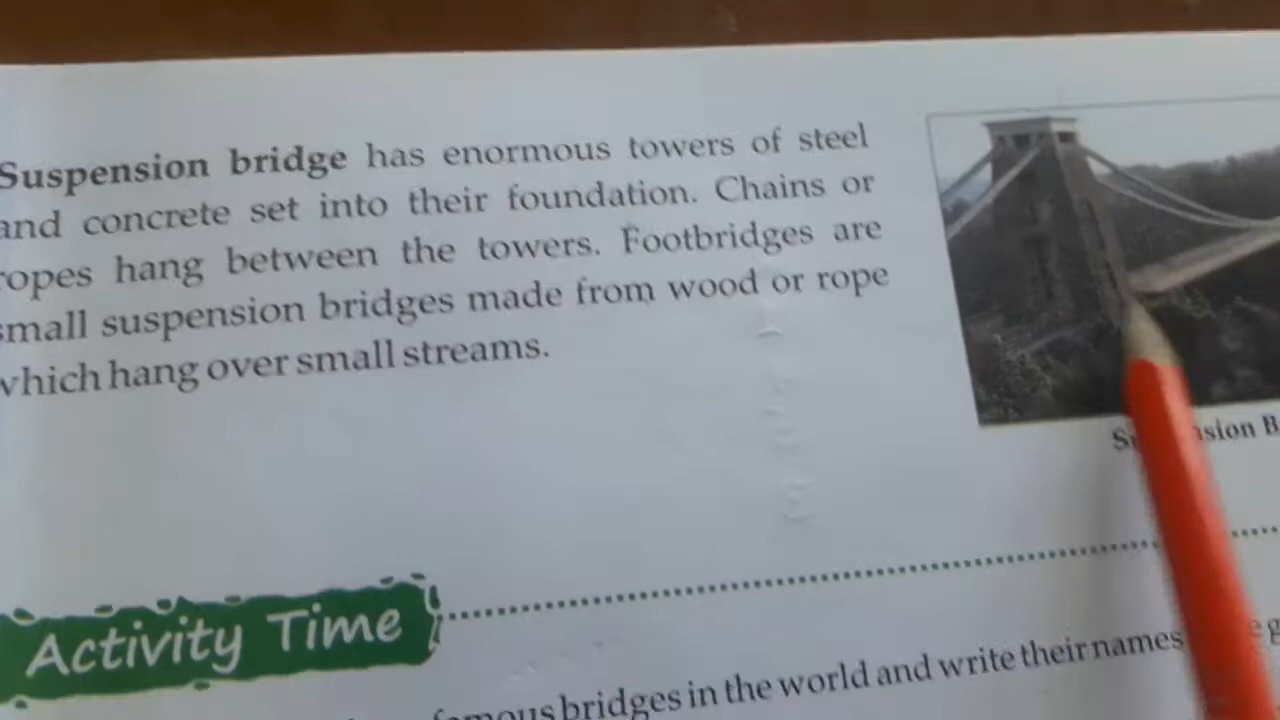 Suspension bridge has enormous towers of steel
and concrete set into their foundation. Chains or
ropes hang between the towers. Footbridges are
small suspension bridges made from wood or rope
which hang over small streams.
Activity Time
famous bridges in the world and write their names